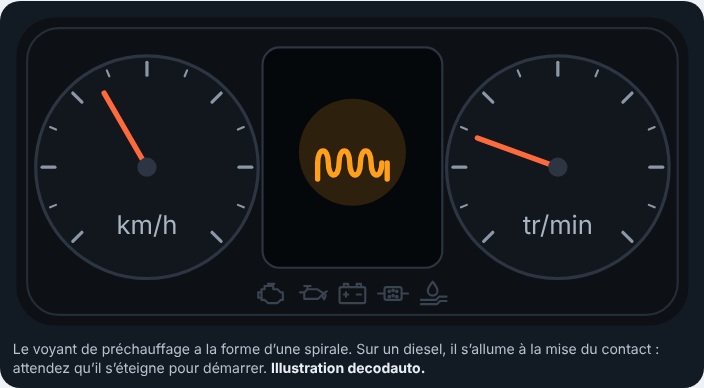 km/h
tr/min
Le voyant de préchauffage a la forme d’une spirale. Sur un diesel, il s’allume à la mise du contact :
attendez qu’il s’éteigne pour démarrer. Illustration decodauto.